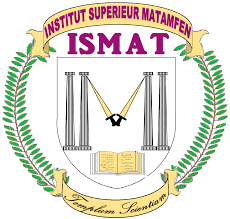 INSTITUT SUPERIEUR MATAMFEN
ISMAT
Templum Scientiam